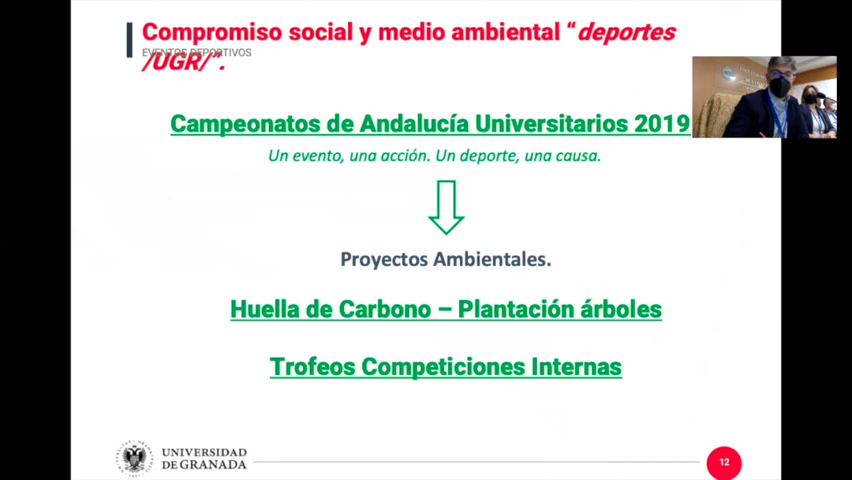 Compromiso social y medio ambiental “deportes
EVENTOS DEPORTIVOS
/UGR/”.
Campeonatos de Andalucía Universitarios 2019
Un evento, una acción. Un deporte, una causa.
Proyectos Ambientales.
Huella de Carbono – Plantación árboles
Trofeos Competiciones Internas
UNIVERSIDAD
DE GRANADA
12